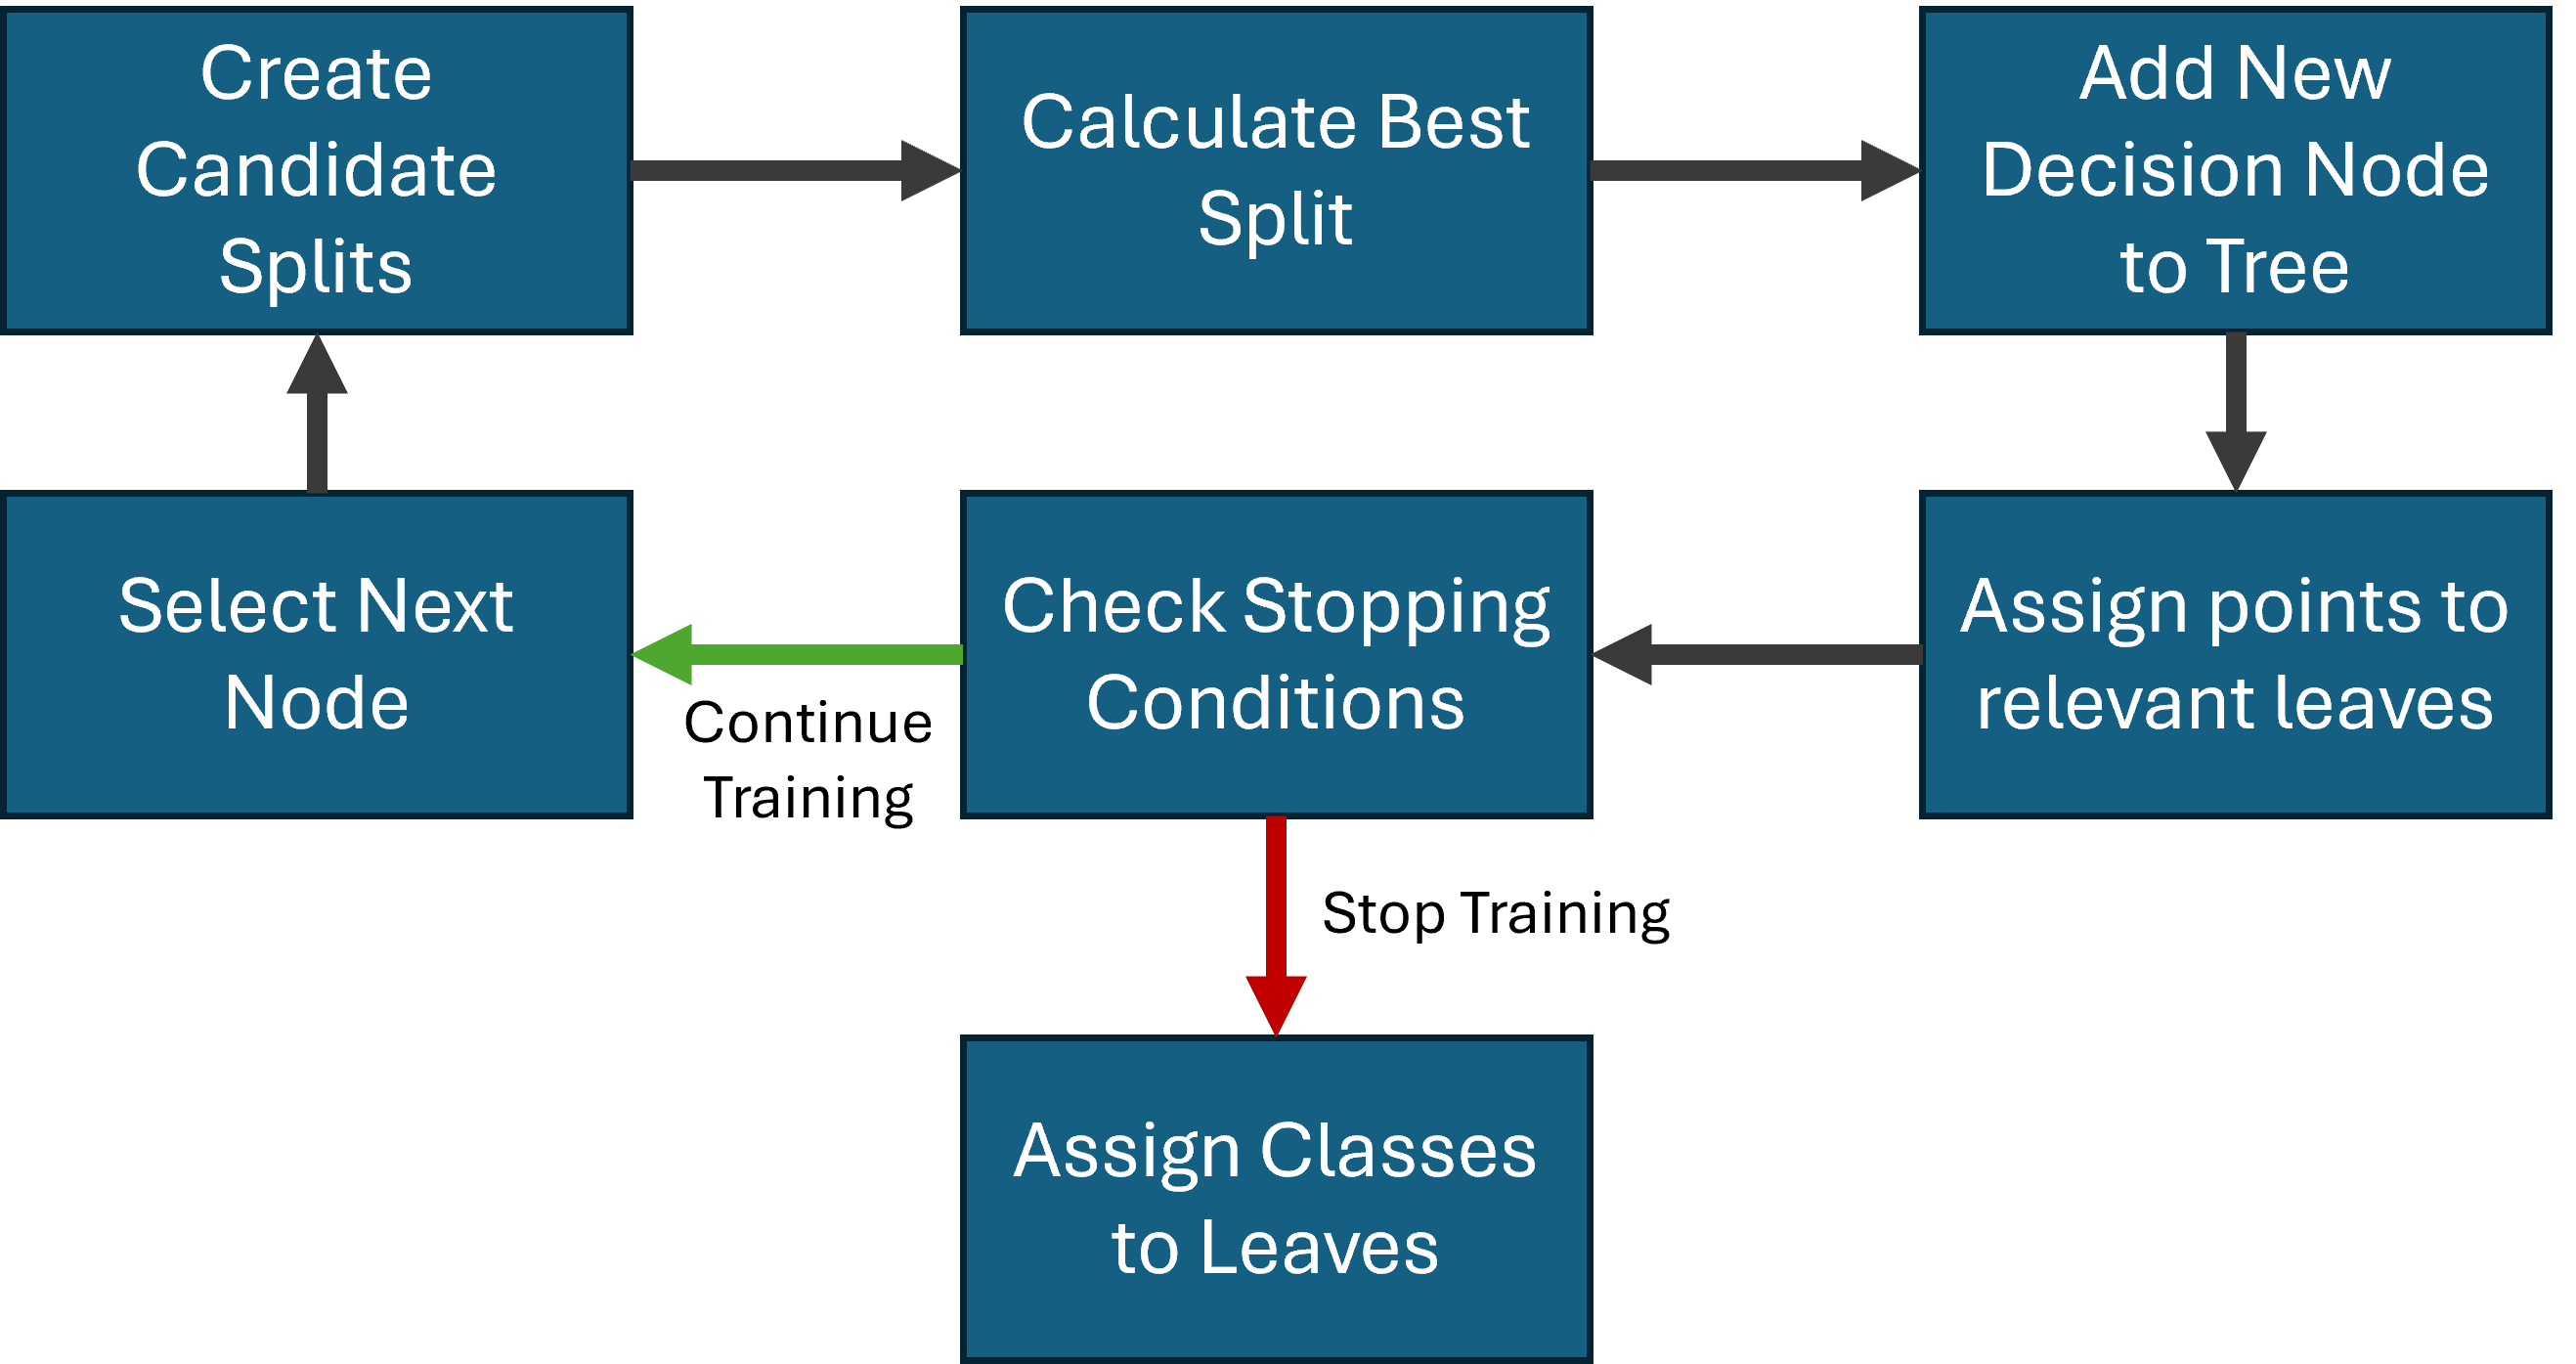 Create
Candidate
Splits
Calculate Best
Split
Add New
Decision Node
to Tree
Select Next
Node
Continue
Training
Check Stopping
Conditions
Assign points to
relevant leaves
Stop Training
Assign Classes
to Leaves